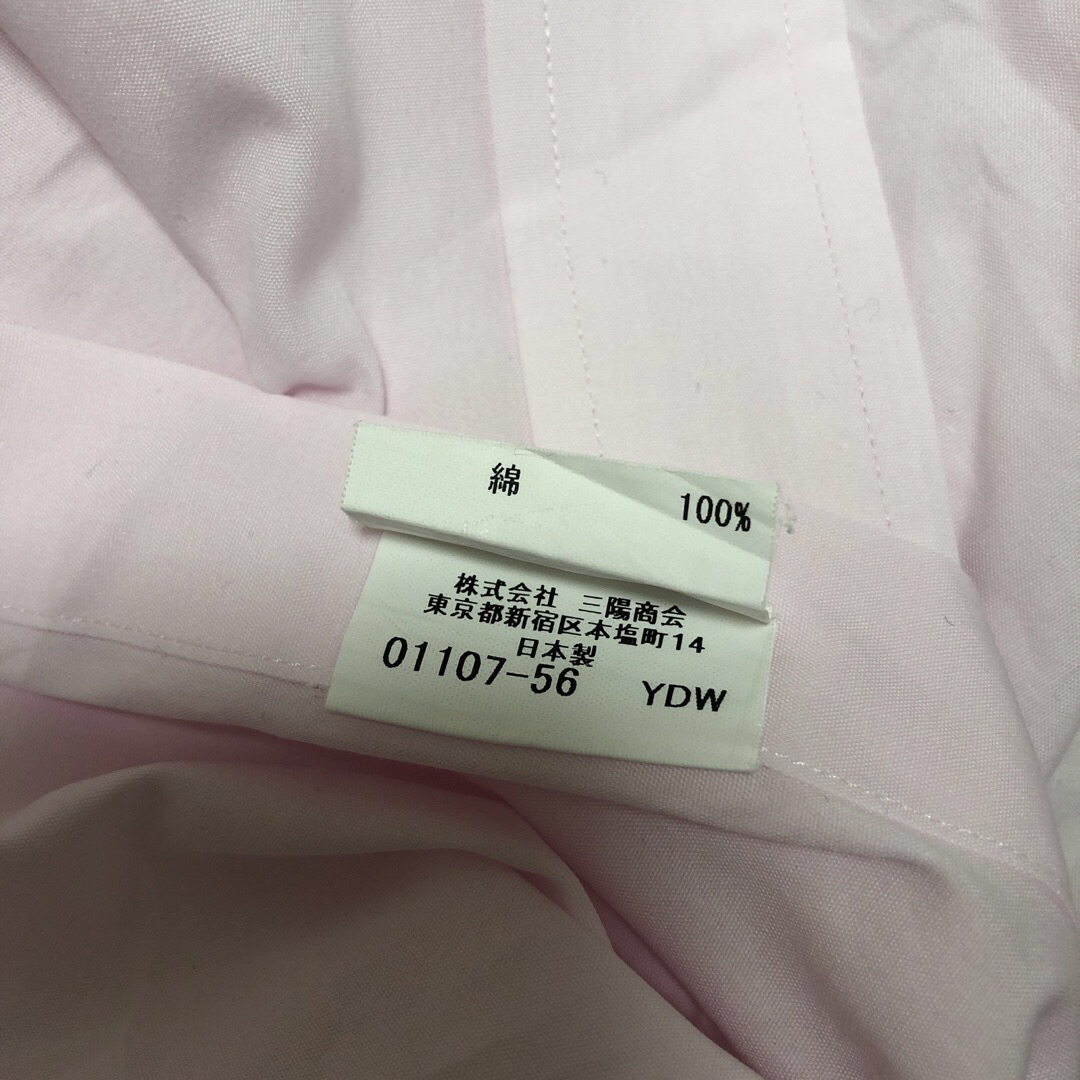 綿 100%
株式会社 三陽商会
東京都新宿区本塩町14
日本製
01107-56 YDW